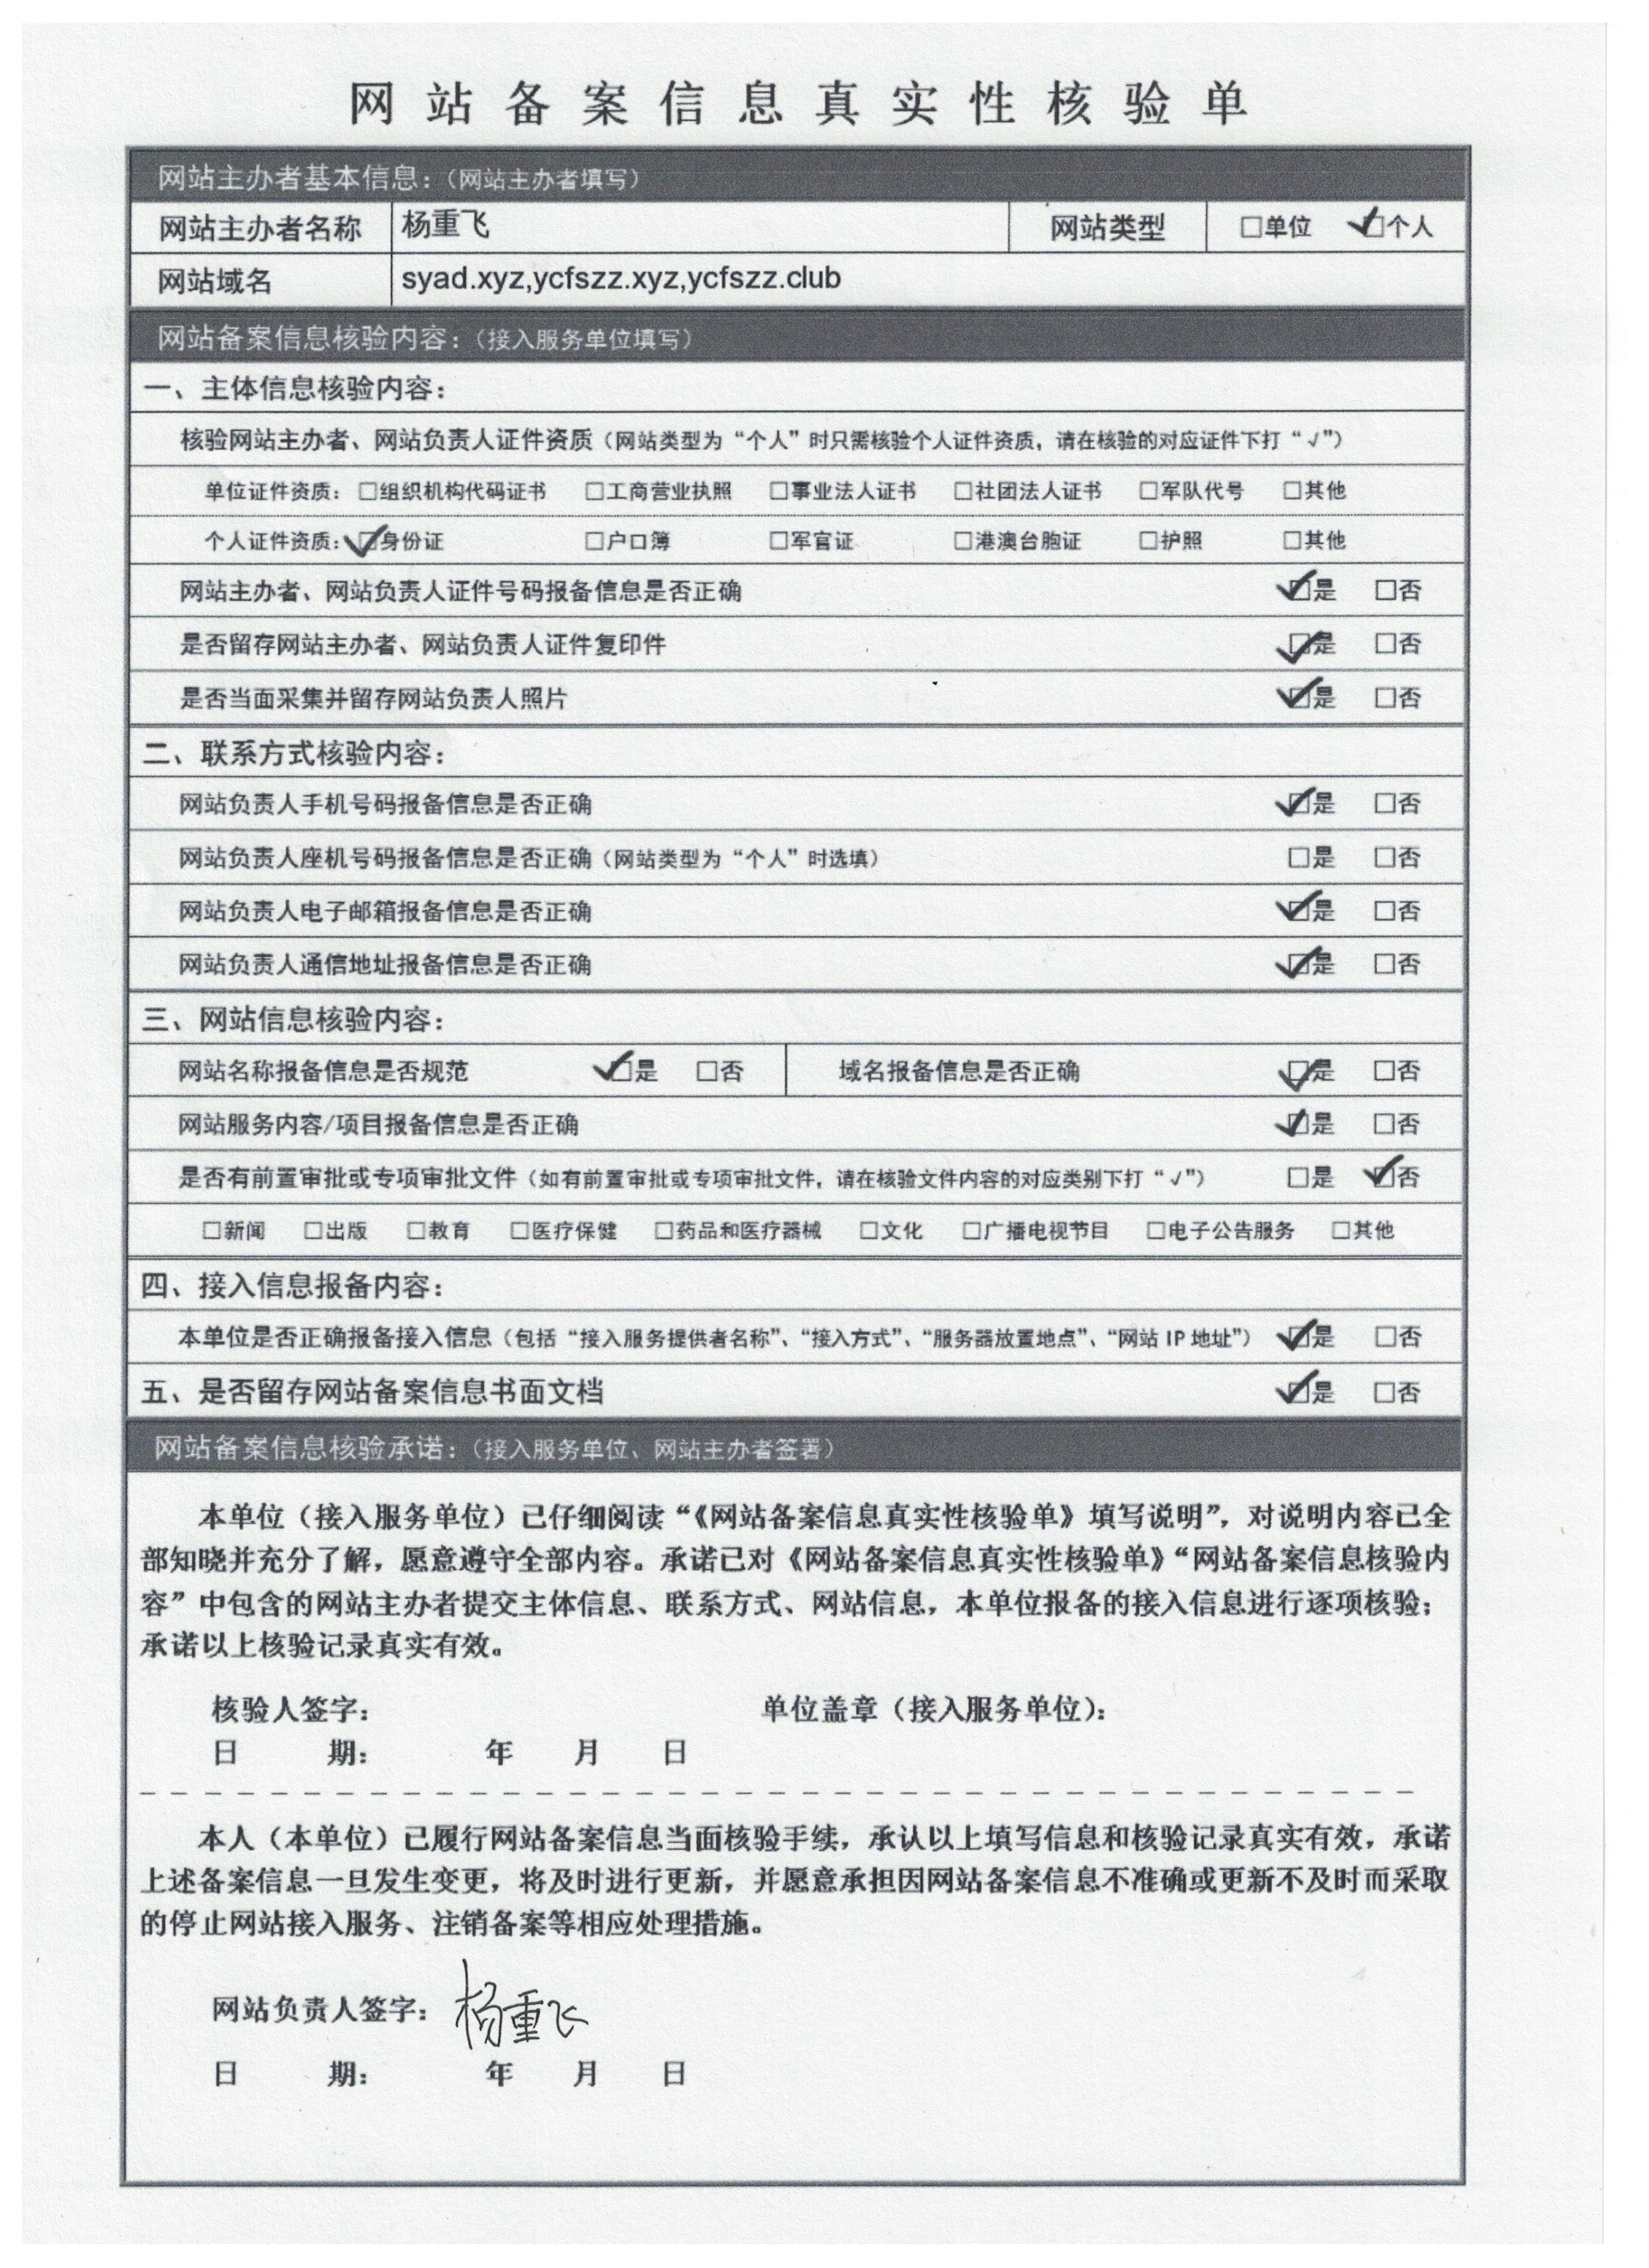 网站备案信息真实性核验单
网站主办者基本信息：（网站主办者填写）
网站主办者名称 杨重飞 网站类型 □单位 ☑个人
网站域名 syad.xyz,ycfszz.xyz,ycfszz.club
网站备案信息核验内容：（接入服务单位填写）
一、主体信息核验内容：
核验网站主办者、网站负责人证件资质（网站类型为“个人”时只需核验个人证件资质，请在核验的对应证件下打“√”）
单位证件资质：□组织机构代码证书 □工商营业执照 □事业法人证书 □社团法人证书 □军队代号 □其他
个人证件资质：☑身份证 □户口簿 □军官证 □港澳台胞证 □护照 □其他
网站主办者、网站负责人证件号码报备信息是否正确 ☑是 □否
是否留存网站主办者、网站负责人证件复印件 ☑是 □否
是否当面采集并留存网站负责人照片 ☑是 □否
二、联系方式核验内容：
网站负责人手机号码报备信息是否正确 ☑是 □否
网站负责人座机号码报备信息是否正确（网站类型为“个人”时选填） □是 □否
网站负责人电子邮箱报备信息是否正确 ☑是 □否
网站负责人通信地址报备信息是否正确 ☑是 □否
三、网站信息核验内容：
网站名称报备信息是否规范 ☑是 □否 域名报备信息是否正确 ☑是 □否
网站服务内容/项目报备信息是否正确 ☑是 □否
是否有前置审批或专项审批文件（如有前置审批或专项审批文件，请在核验文件内容的对应类别下打“√”） □是 ☑否
□新闻 □出版 □教育 □医疗保健 □药品和医疗器械 □文化 □广播电视节目 □电子公告服务 □其他
四、接入信息报备内容：
本单位是否正确报备接入信息（包括“接入服务提供者名称”、“接入方式”、“服务器放置地点”、“网站 IP 地址”） ☑是 □否
五、是否留存网站备案信息书面文档 ☑是 □否
网站备案信息核验承诺：（接入服务单位、网站主办者签署）
本单位（接入服务单位）已仔细阅读“《网站备案信息真实性核验单》填写说明”，对说明内容已全
部知晓并充分了解，愿意遵守全部内容。承诺已对《网站备案信息真实性核验单》“网站备案信息核验内
容”中包含的网站主办者提交主体信息、联系方式、网站信息，本单位报备的接入信息进行逐项核验；
承诺以上核验记录真实有效。
核验人签字： 单位盖章（接入服务单位）：
日 期： 年 月 日
本人（本单位）已履行网站备案信息当面核验手续，承认以上填写信息和核验记录真实有效，承诺
上述备案信息一旦发生变更，将及时进行更新，并愿意承担因网站备案信息不准确或更新不及时而采取
的停止网站接入服务、注销备案等相应处理措施。
网站负责人签字： 杨重飞
日 期： 年 月 日